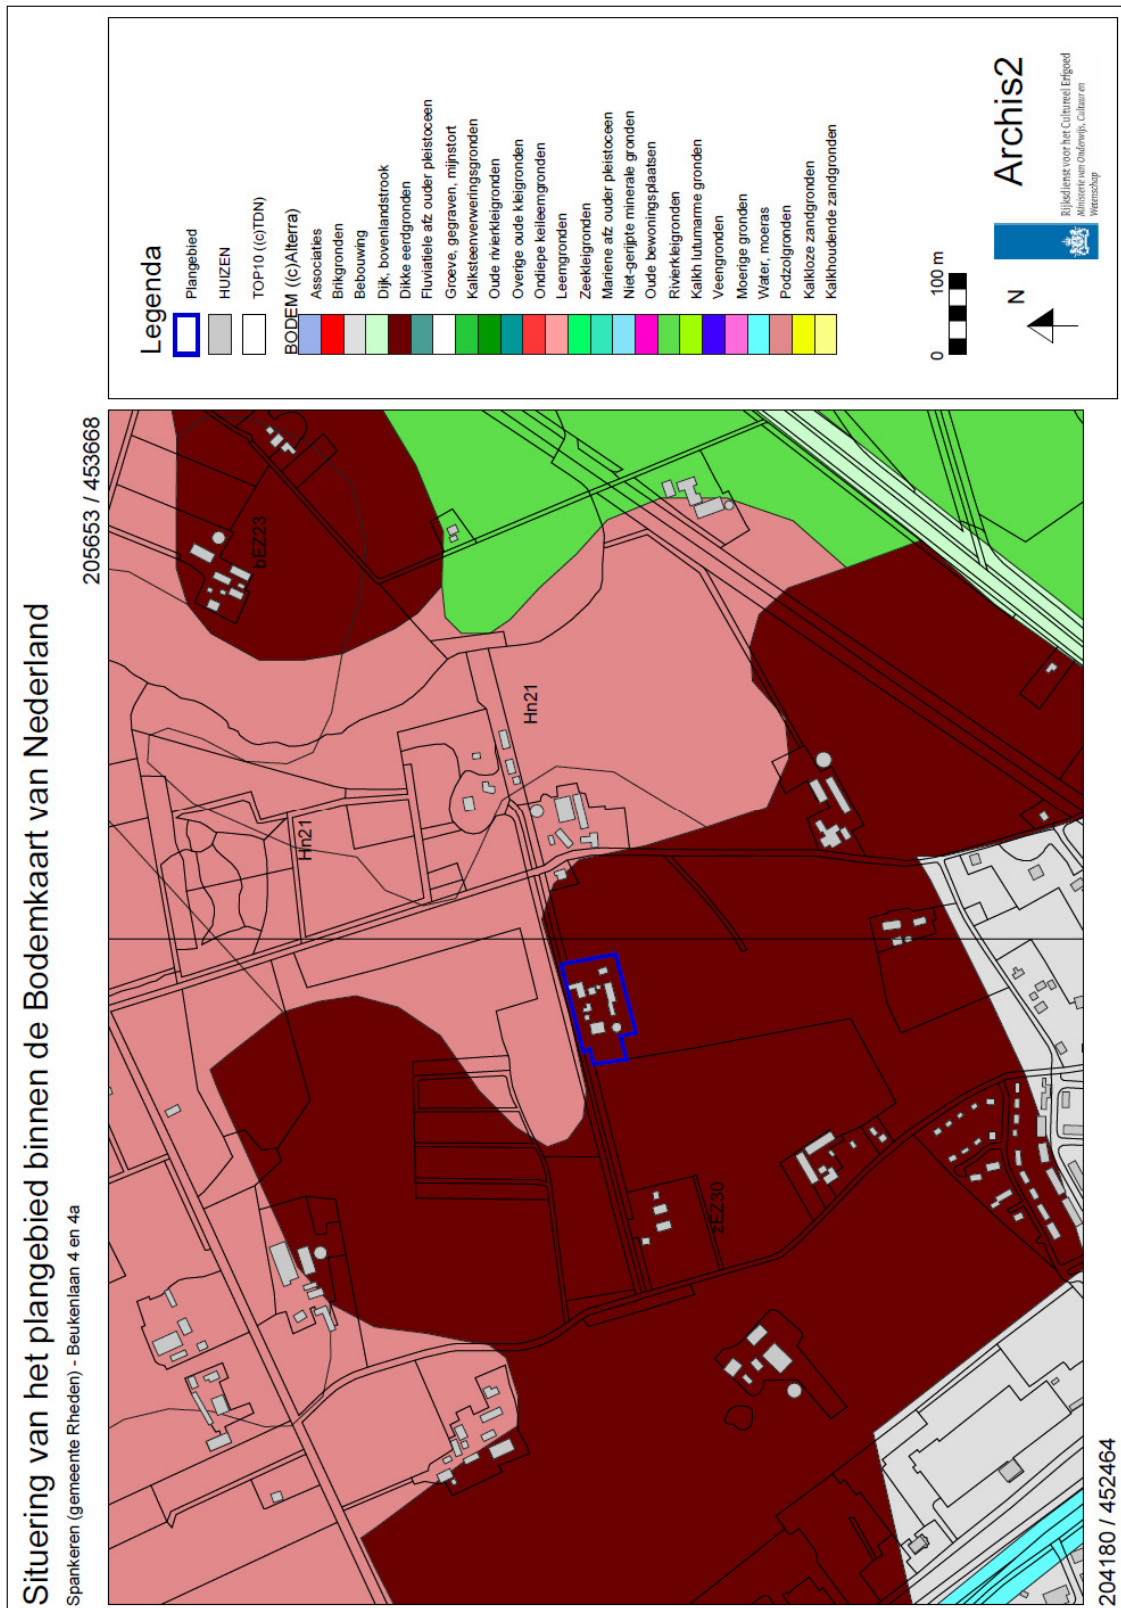 Situering van het plangebied binnen de Bodemkaart van Nederland
Spankeren (gemeente Rheden) - Beukenlaan 4 en 4a
205653 / 453668
bEZ23
Hn21
Hn21
zEZ30
204180 / 452464
Legenda
Plangebied
HUIZEN
TOP10 ((c)TDN)
BODEM ((c)Alterra)
Associaties
Brikgronden
Bebouwing
Dijk, bovenlandstrook
Dikke eerdgronden
Fluviatiele afz ouder pleistoceen
Groeve, gegraven, mijnstort
Kalksteenverweringsgronden
Oude rivierkleigronden
Overige oude kleigronden
Ondiepe keileemgronden
Leemgronden
Zeekleigronden
Mariene afz ouder pleistoceen
Niet-gerijpte minerale gronden
Oude bewoningsplaatsen
Rivierkleigronden
Kalkh lutumarme gronden
Veengronden
Moerige gronden
Water, moeras
Podzolgronden
Kalkloze zandgronden
Kalkhoudende zandgronden
0 100 m
N
Archis2
Rijksdienst voor het Cultureel Erfgoed
Ministerie van Onderwijs, Cultuur en
Wetenschap